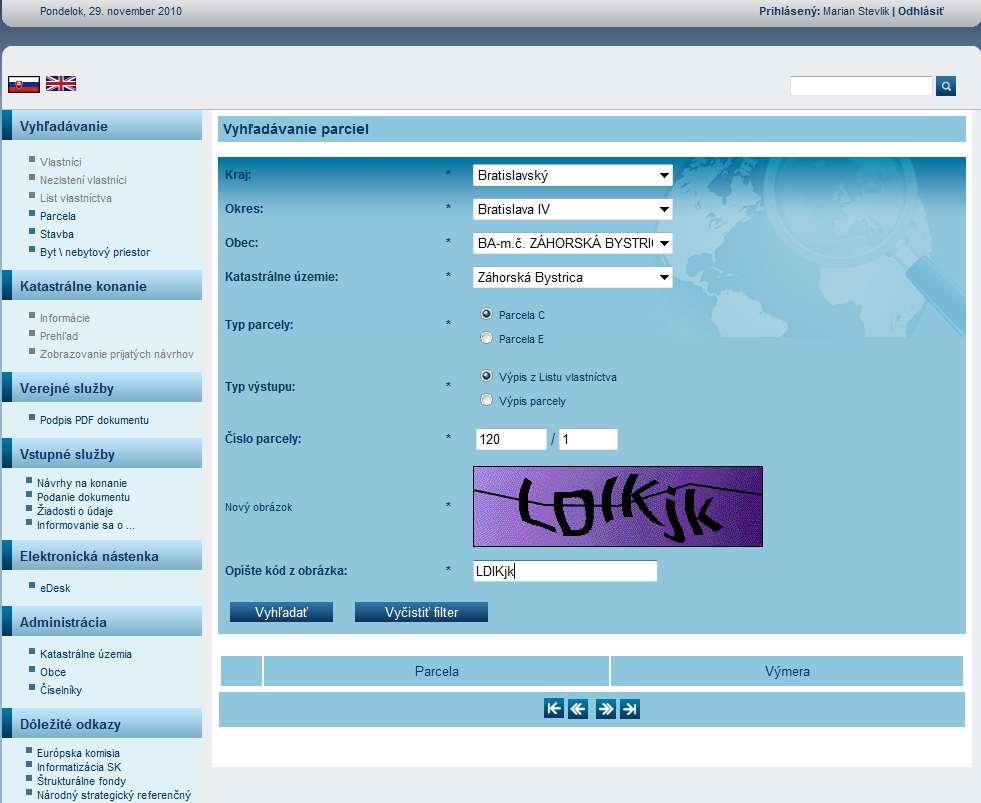 Pondelok, 29. november 2010
Prihlásený: Marian Stevlik | Odhlásiť
Vyhľadávanie
Vlastníci
Nezistení vlastníci
List vlastníctva
Parcela
Stavba
Byt \ nebytový priestor
Katastrálne konanie
Informácie
Prehľad
Zobrazovanie prijatých návrhov
Verejné služby
Podpis PDF dokumentu
Vstupné služby
Návrhy na konanie
Podanie dokumentu
Žiadosti o údaje
Informovanie sa o ...
Elektronická nástenka
eDesk
Administrácia
Katastrálne územia
Obce
Číselníky
Dôležité odkazy
Európska komisia
Informatizácia SK
Štrukturálne fondy
Národný strategický referenčný
Vyhľadávanie parciel
Kraj: * Bratislavský
Okres: * Bratislava IV
Obec: * BA-m.č. ZÁHORSKÁ BYSTRI
Katastrálne územie: * Záhorská Bystrica
Typ parcely: * Parcela C
Parcela E
Typ výstupu: * Výpis z Listu vlastníctva
Výpis parcely
Číslo parcely: * 120 / 1
Nový obrázok *
Opíšte kód z obrázka: * LDIKjk
Vyhľadať Vyčistiť filter
Parcela Výmera